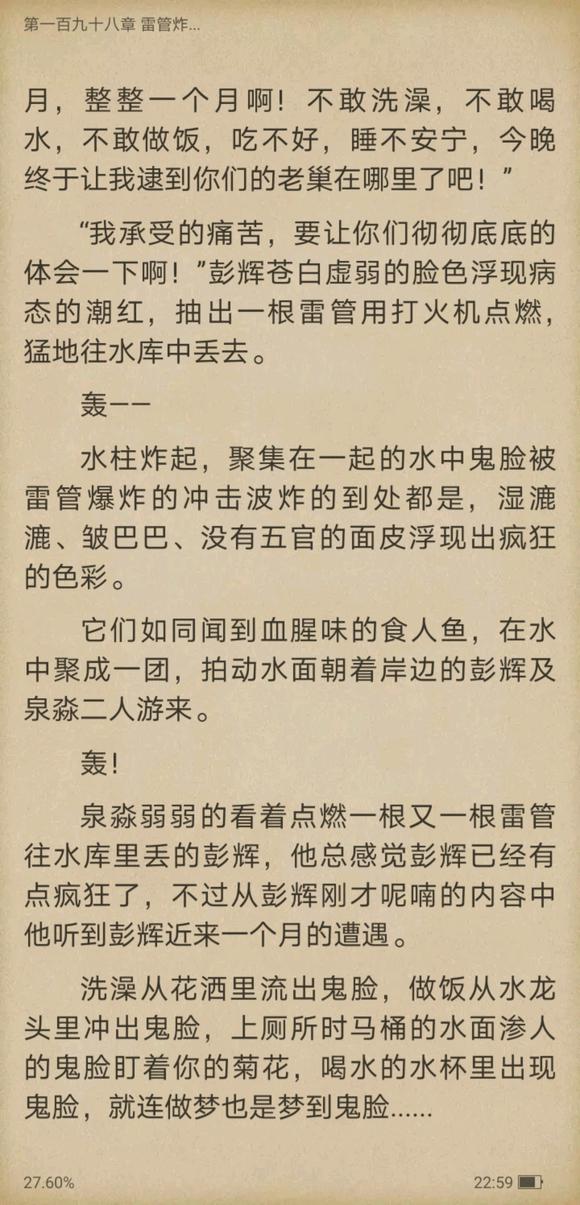 第一百九十八章 雷管炸...
月，整整一个月啊！不敢洗澡，不敢喝
水，不敢做饭，吃不好，睡不安宁，今晚
终于让我逮到你们的老巢在哪里了吧！”
“我承受的痛苦，要让你们彻彻底底的
体会一下啊！”彭辉苍白虚弱的脸色浮现病
态的潮红，抽出一根雷管用打火机点燃，
猛地往水库中丢去。
轰——
水柱炸起，聚集在一起的水中鬼脸被
雷管爆炸的冲击波炸的到处都是，湿漉
漉、皱巴巴、没有五官的面皮浮现出疯狂
的色彩。
它们如同闻到血腥味的食人鱼，在水
中聚成一团，拍动水面朝着岸边的彭辉及
泉淼二人游来。
轰！
泉淼弱弱的看着点燃一根又一根雷管
往水库里丢的彭辉，他总感觉彭辉已经有
点疯狂了，不过从彭辉刚才呢喃的内容中
他听到彭辉近来一个月的遭遇。
洗澡从花洒里流出鬼脸，做饭从水龙
头里冲出鬼脸，上厕所时马桶的水面渗人
的鬼脸盯着你的菊花，喝水的水杯里出现
鬼脸，就连做梦也是梦到鬼脸......
27.60%
22:59